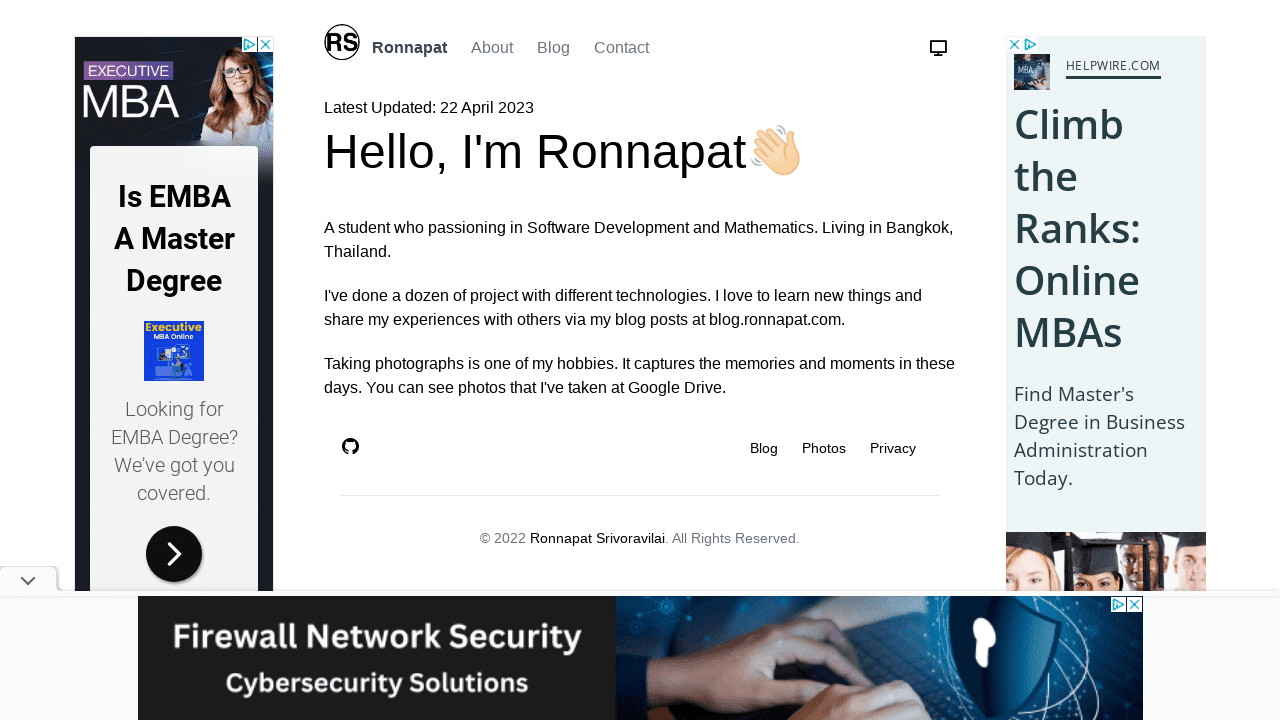 RS
Ronnapat
About
Blog
Contact
Latest Updated: 22 April 2023
Hello, I'm Ronnapat
A student who passioning in Software Development and Mathematics. Living in Bangkok,
Thailand.
I've done a dozen of project with different technologies. I love to learn new things and
share my experiences with others via my blog posts at blog.ronnapat.com.
Taking photographs is one of my hobbies. It captures the memories and moments in these
days. You can see photos that I've taken at Google Drive.
Blog
Photos
Privacy
© 2022 Ronnapat Srivoravilai. All Rights Reserved.
EXECUTIVE
MBA
Is EMBA
A Master
Degree
Executive
MBA Online
Looking for
EMBA Degree?
We've got you
covered.
MBA
HELPWIRE.COM
Climb
the
Ranks:
Online
MBAs
Find Master's
Degree in Business
Administration
Today.
Firewall Network Security
Cybersecurity Solutions